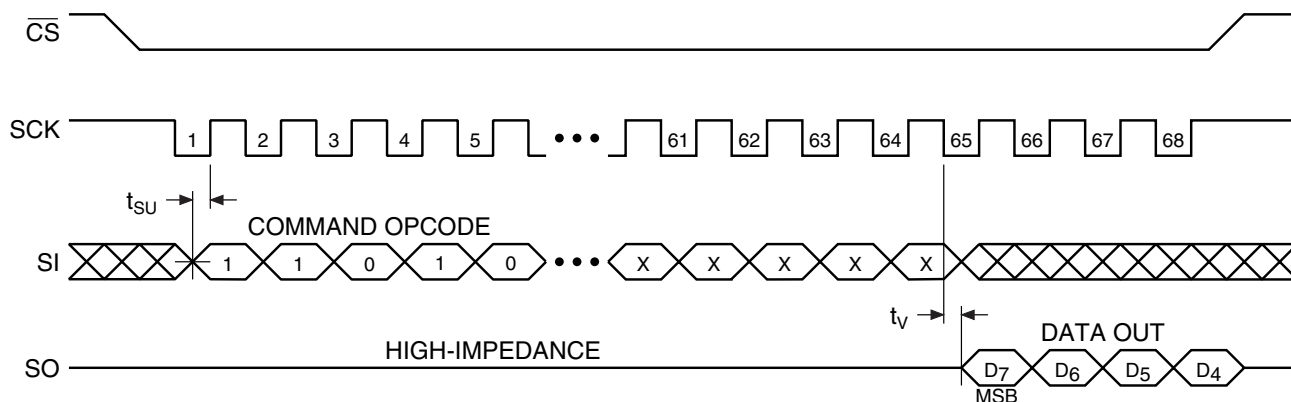 CS
SCK 1 2 3 4 5 ••• 61 62 63 64 65 66 67 68
tSU
COMMAND OPCODE
SI 1 1 0 1 0 ••• X X X X X
tV
HIGH-IMPEDANCE
DATA OUT
SO D7 D6 D5 D4
MSB